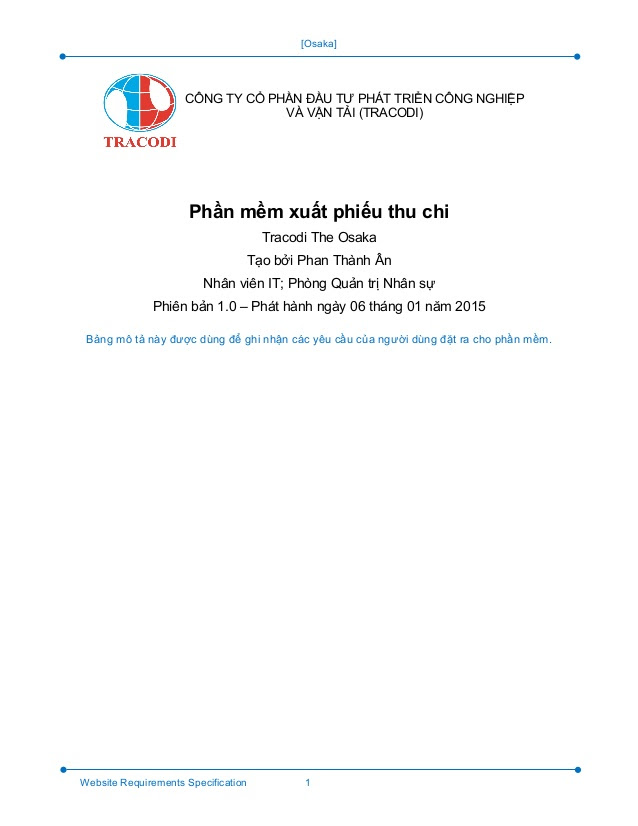 [Osaka]
CÔNG TY CỔ PHẦN ĐẦU TƯ PHÁT TRIỂN CÔNG NGHIỆP
VÀ VẬN TẢI (TRACODI)
TRACODI
Phần mềm xuất phiếu thu chi
Tracodi The Osaka
Tạo bởi Phan Thành Ân
Nhân viên IT; Phòng Quản trị Nhân sự
Phiên bản 1.0 – Phát hành ngày 06 tháng 01 năm 2015
Bảng mô tả này được dùng để ghi nhận các yêu cầu của người dùng đặt ra cho phần mềm.
Website Requirements Specification 1